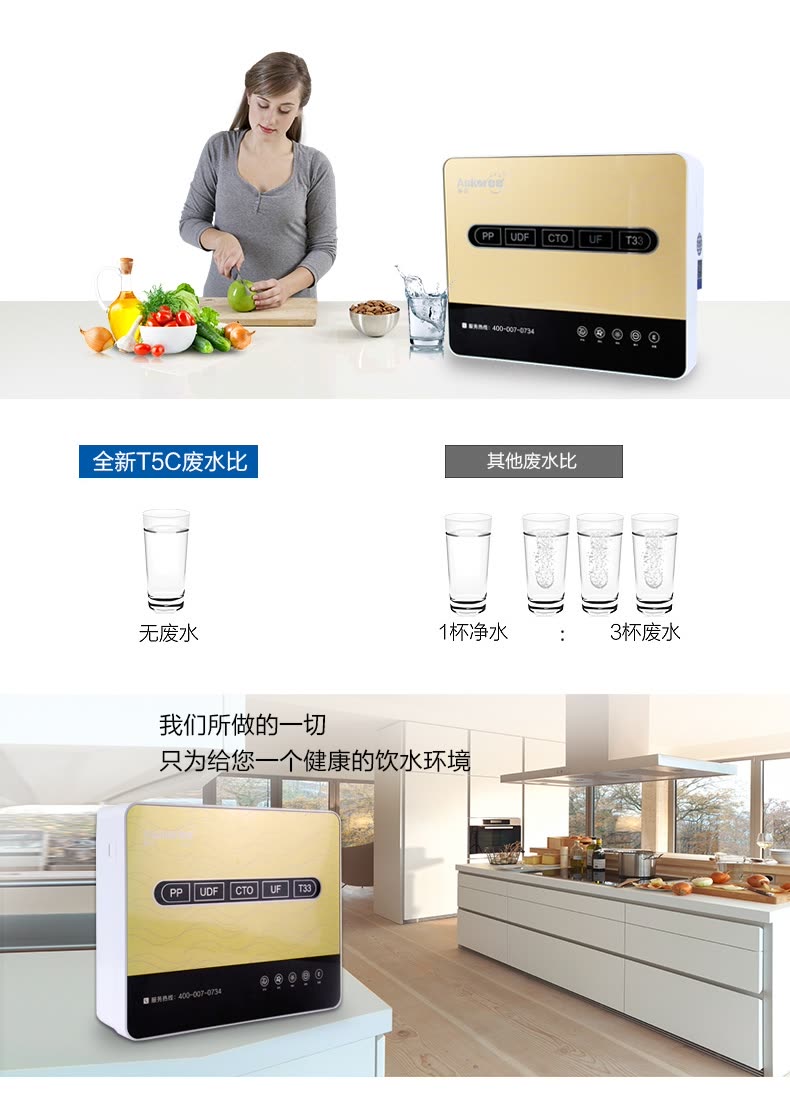 PP UDF CTO UF T33
服务热线：400-007-0734
全新T5C废水比
其他废水比
无废水
1杯净水 : 3杯废水
我们所做的一切
只为给您一个健康的饮水环境
PP UDF CTO UF T33
服务热线：400-007-0734